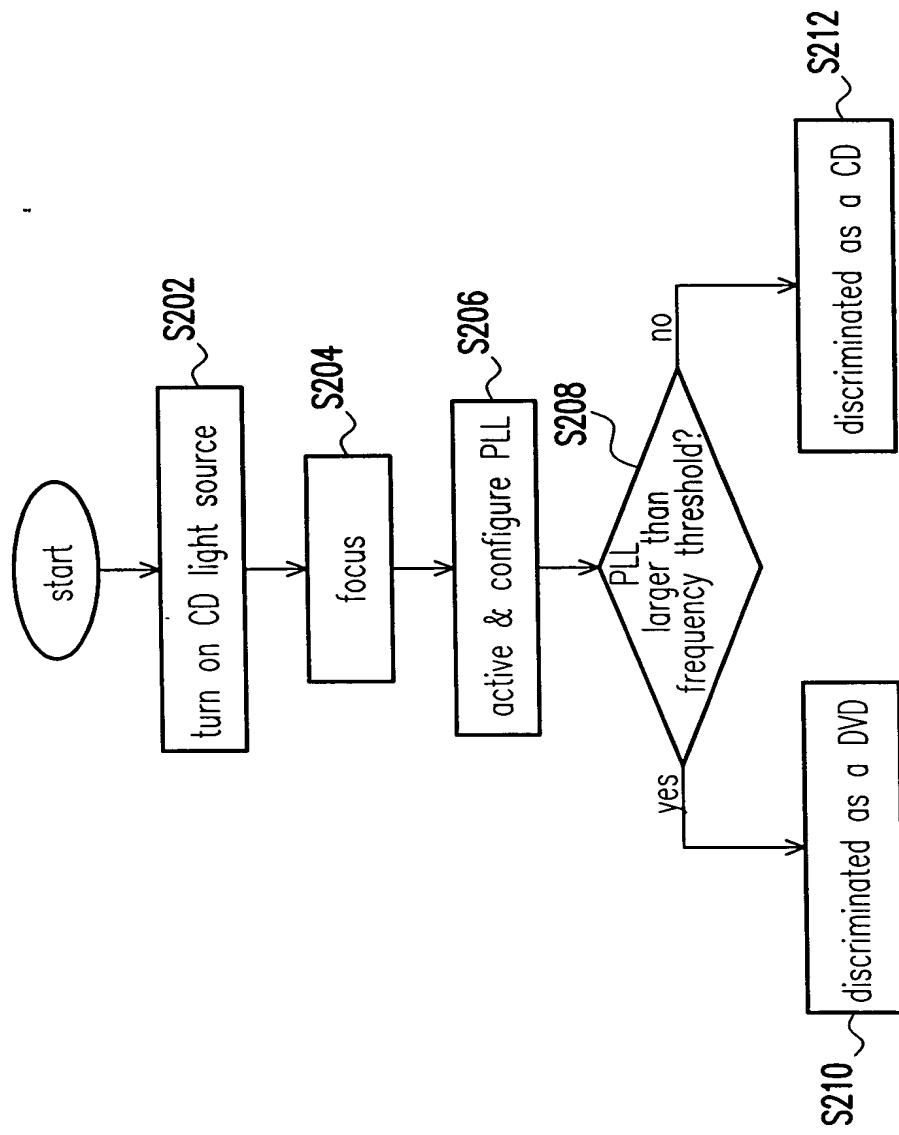 start
turn on CD light source
S202
focus
S204
active & configure PLL
S206
PLL
larger than
frequency threshold?
S208
yes
no
discriminated as a DVD
S210
discriminated as a CD
S212